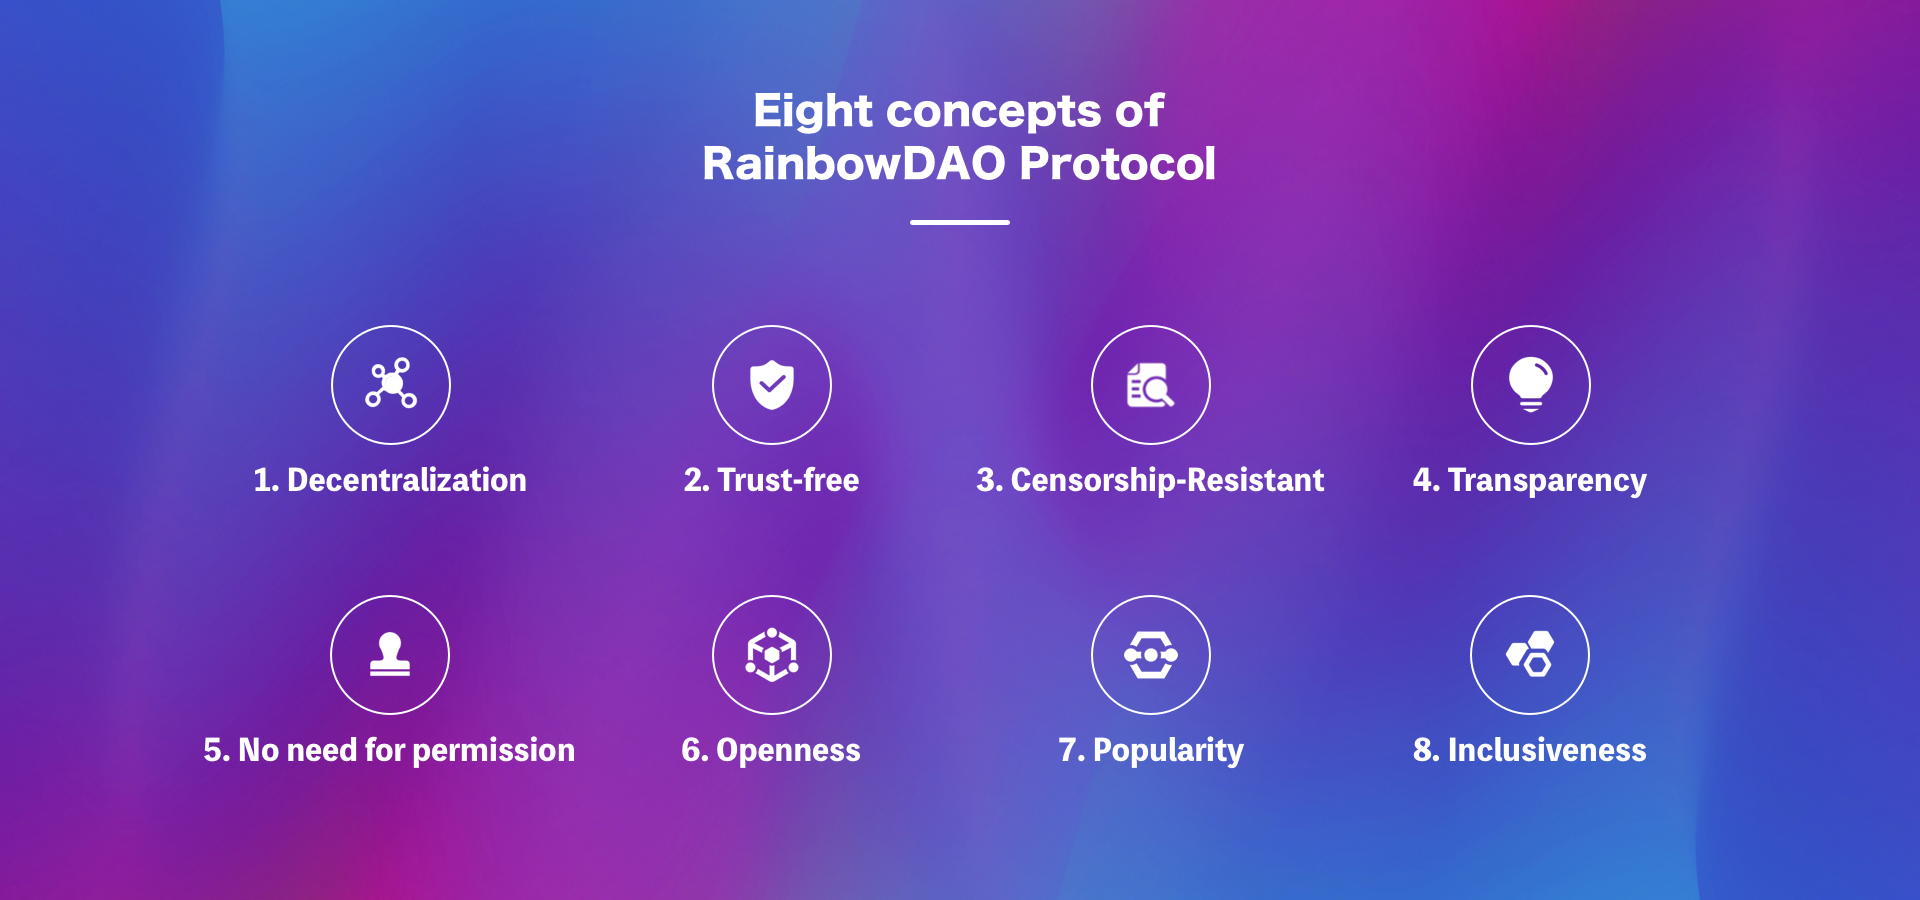 Eight concepts of
RainbowDAO Protocol
1. Decentralization
2. Trust-free
3. Censorship-Resistant
4. Transparency
5. No need for permission
6. Openness
7. Popularity
8. Inclusiveness